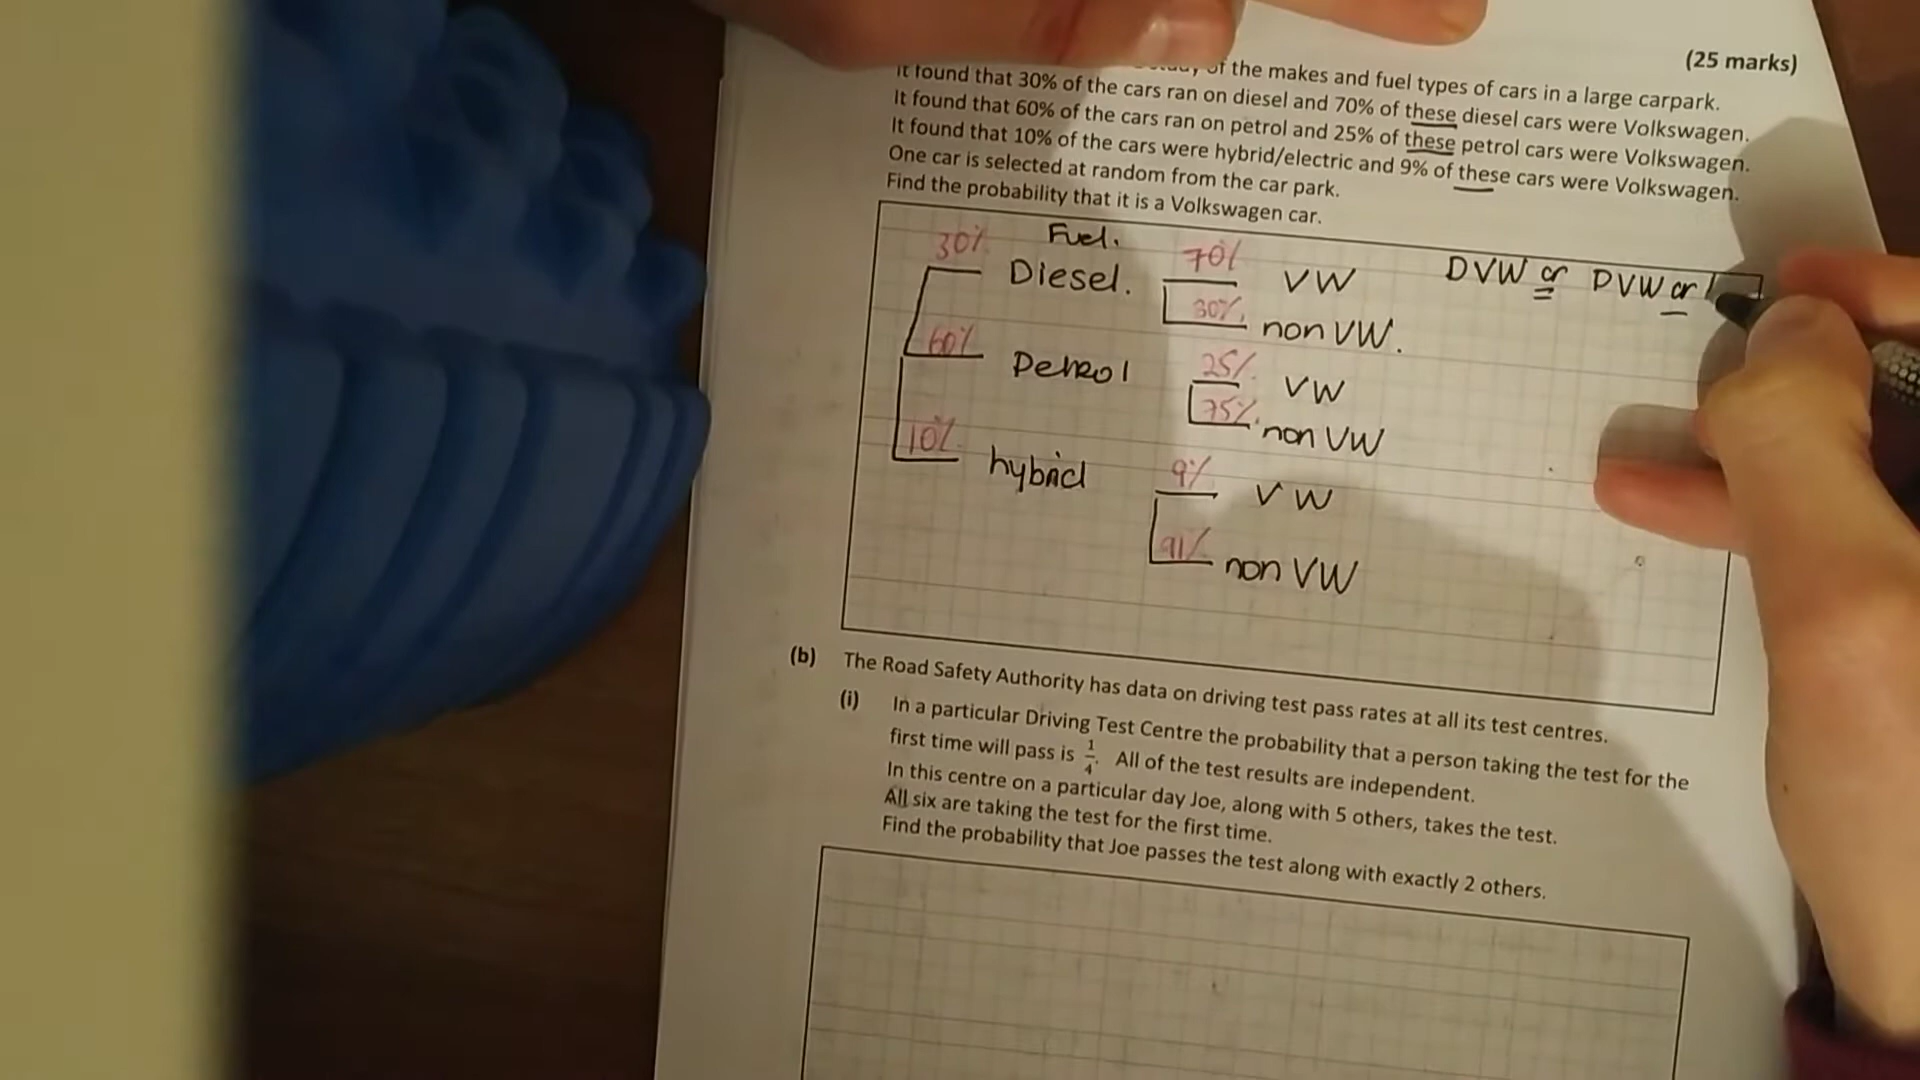 (25 marks)
of the makes and fuel types of cars in a large carpark.
It found that 30% of the cars ran on diesel and 70% of these diesel cars were Volkswagen.
It found that 60% of the cars ran on petrol and 25% of these petrol cars were Volkswagen.
It found that 10% of the cars were hybrid/electric and 9% of these cars were Volkswagen.
One car is selected at random from the car park.
Find the probability that it is a Volkswagen car.
Fuel.
30% Diesel. 70% VW DVW or PVW or
30% non VW.
60% Petrol 25% VW
75% non VW
10% hybrid 9% VW
91% non VW
(b) The Road Safety Authority has data on driving test pass rates at all its test centres.
(i) In a particular Driving Test Centre the probability that a person taking the test for the
first time will pass is 1/4. All of the test results are independent.
In this centre on a particular day Joe, along with 5 others, takes the test.
All six are taking the test for the first time.
Find the probability that Joe passes the test along with exactly 2 others.